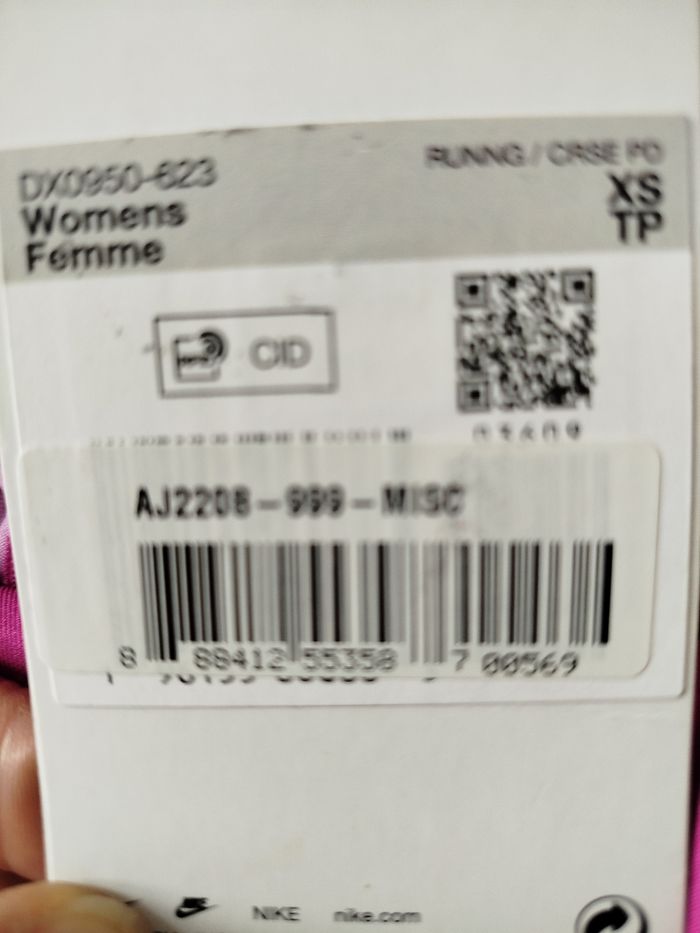 DX0950-623
RUNNG / CRSE PD
Womens
XS
Femme
TP
CID
AJ2208-999-MISC
8 88412 55358 7 00569
NIKE nike.com